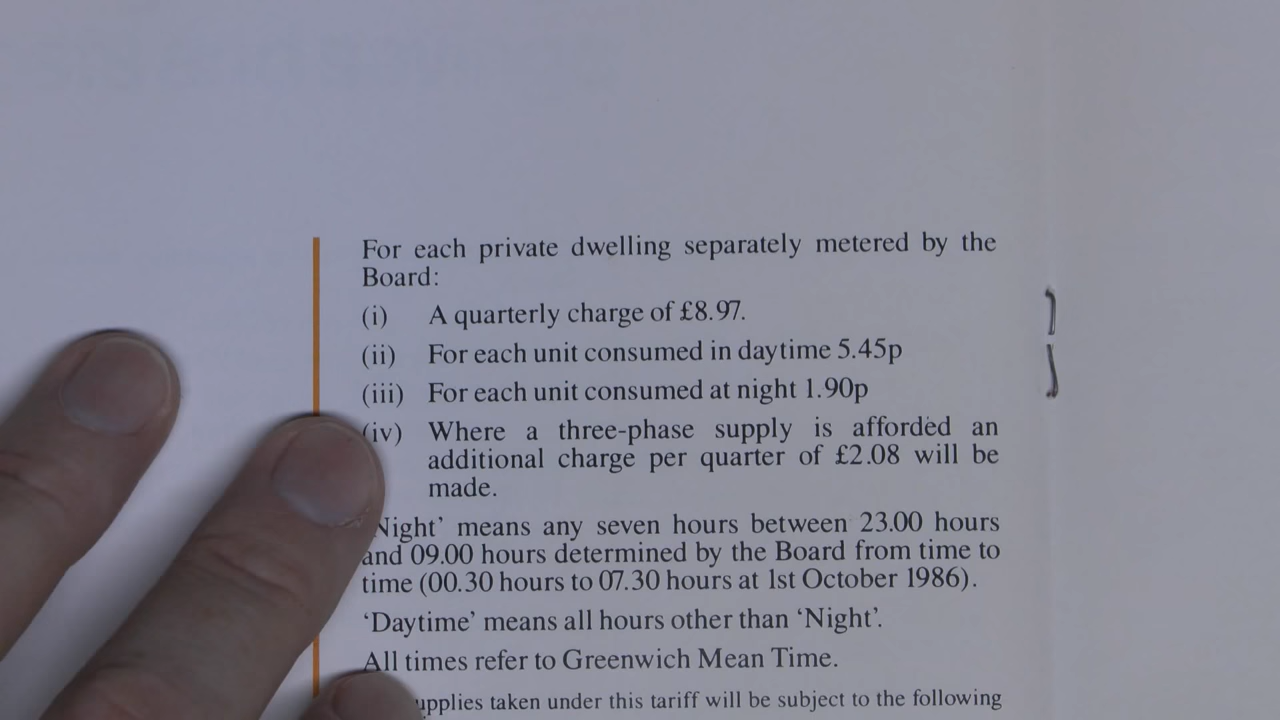 For each private dwelling separately metered by the
Board:
(i) A quarterly charge of £8.97.
(ii) For each unit consumed in daytime 5.45p
(iii) For each unit consumed at night 1.90p
(iv) Where a three-phase supply is afforded an
additional charge per quarter of £2.08 will be
made.
Night’ means any seven hours between 23.00 hours
and 09.00 hours determined by the Board from time to
time (00.30 hours to 07.30 hours at 1st October 1986).
‘Daytime’ means all hours other than ‘Night’.
All times refer to Greenwich Mean Time.
taken under this tariff will be subject to the following